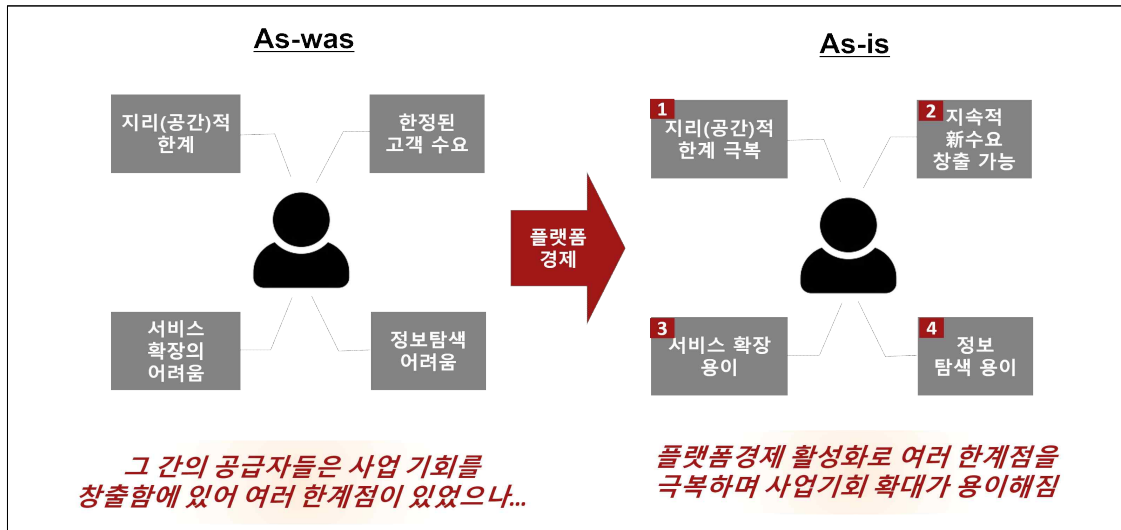 As-was
지리(공간)적
한계
한정된
고객 수요
서비스
확장의
어려움
정보탐색
어려움
그 간의 공급자들은 사업 기회를
창출함에 있어 여러 한계점이 있었으나...
플랫폼
경제
As-is
1
지리(공간)적
한계 극복
2
지속적
新수요
창출 가능
3
서비스 확장
용이
4
정보
탐색 용이
플랫폼경제 활성화로 여러 한계점을
극복하며 사업기회 확대가 용이해짐